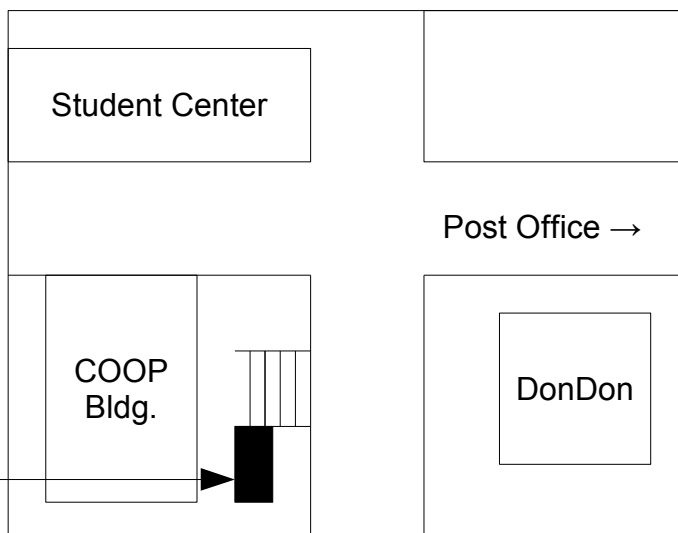 Student Center
Post Office →
COOP
Bldg.
DonDon